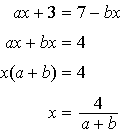 ax + 3 = 7 − bx
ax + bx = 4
x(a + b) = 4
x = 4/(a + b)